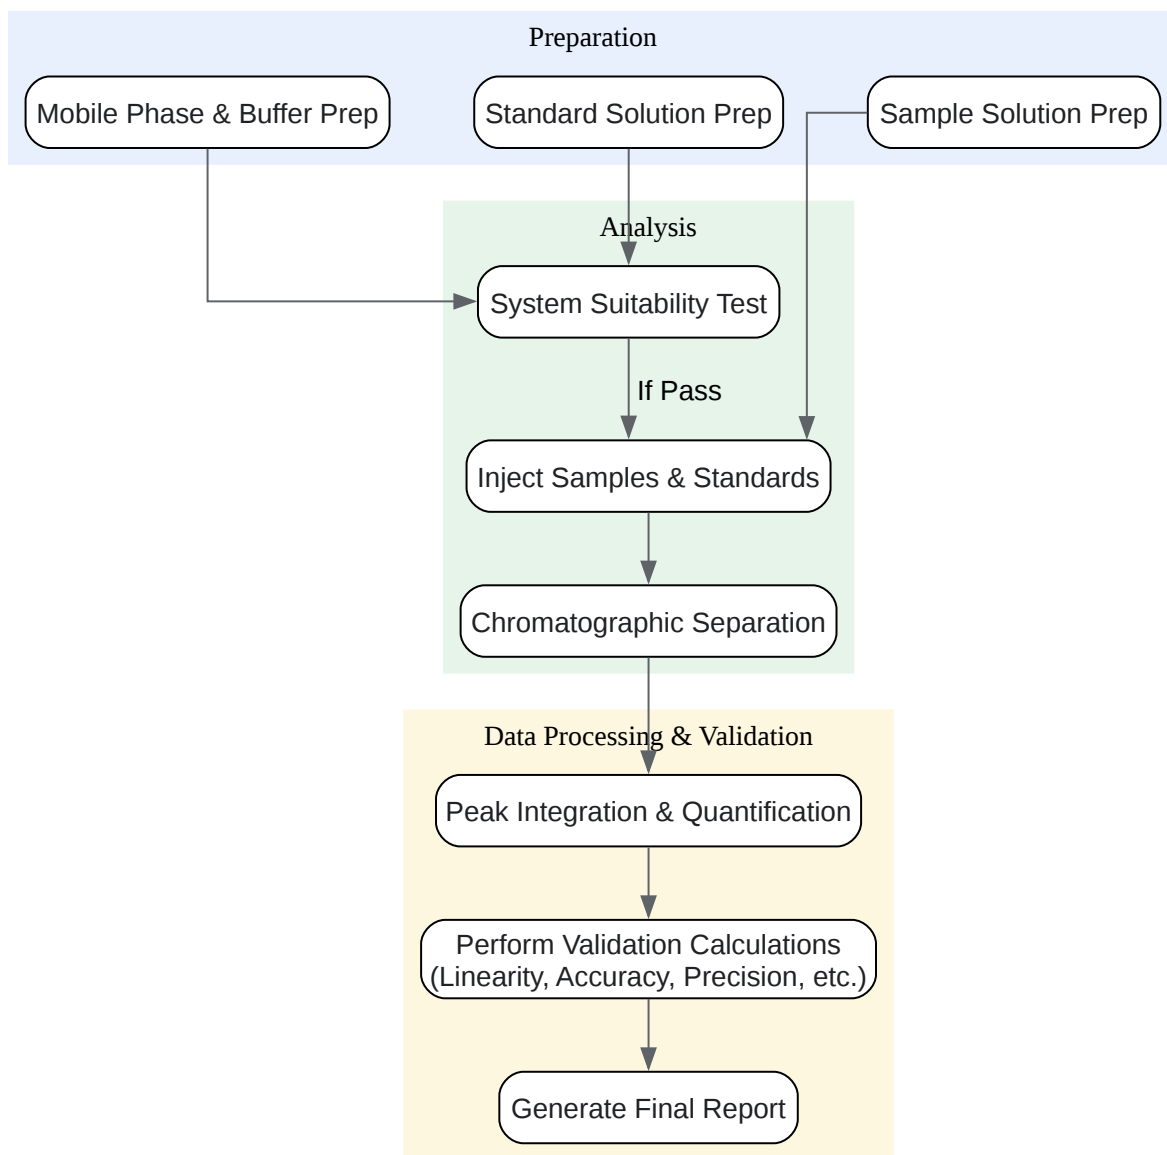 Preparation
Mobile Phase & Buffer Prep
Standard Solution Prep
Sample Solution Prep
Analysis
System Suitability Test
If Pass
Inject Samples & Standards
Chromatographic Separation
Data Processing & Validation
Peak Integration & Quantification
Perform Validation Calculations
(Linearity, Accuracy, Precision, etc.)
Generate Final Report